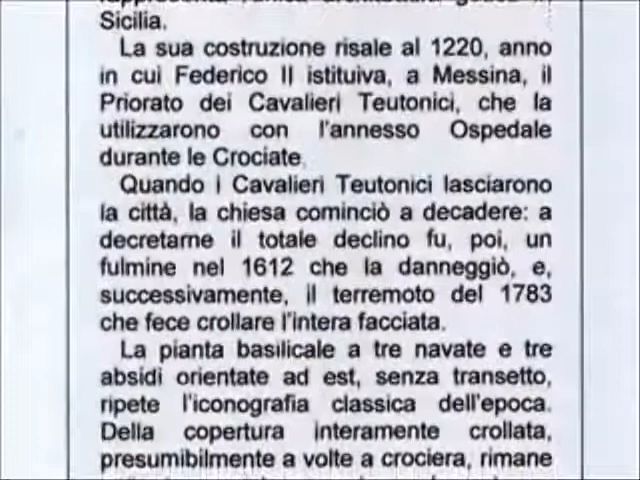 Sicilia.
La sua costruzione risale al 1220, anno
in cui Federico II istituiva, a Messina, il
Priorato dei Cavalieri Teutonici, che la
utilizzarono con l'annesso Ospedale
durante le Crociate.
Quando i Cavalieri Teutonici lasciarono
la città, la chiesa cominciò a decadere: a
decretarne il totale declino fu, poi, un
fulmine nel 1612 che la danneggiò, e,
successivamente, il terremoto del 1783
che fece crollare l'intera facciata.
La pianta basilicale a tre navate e tre
absidi orientate ad est, senza transetto,
ripete l'iconografia classica dell'epoca.
Della copertura interamente crollata,
presumibilmente a volte a crociera, rimane